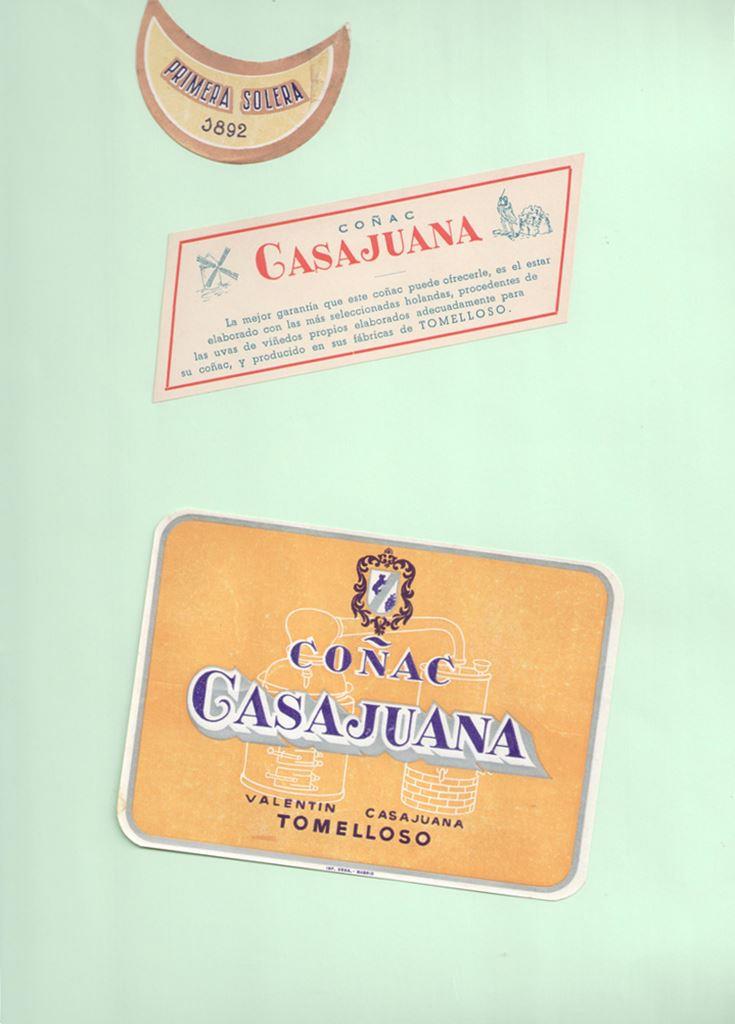 PRIMERA SOLERA
1892
COÑAC
CASAJUANA
La mejor garantía que este coñac puede ofrecerle, es el estar
elaborado con las más seleccionadas holandas, procedentes de
las uvas de viñedos propios elaborados adecuadamente para
su coñac, y producido en sus fábricas de TOMELLOSO.
COÑAC
CASAJUANA
VALENTIN CASAJUANA
TOMELLOSO